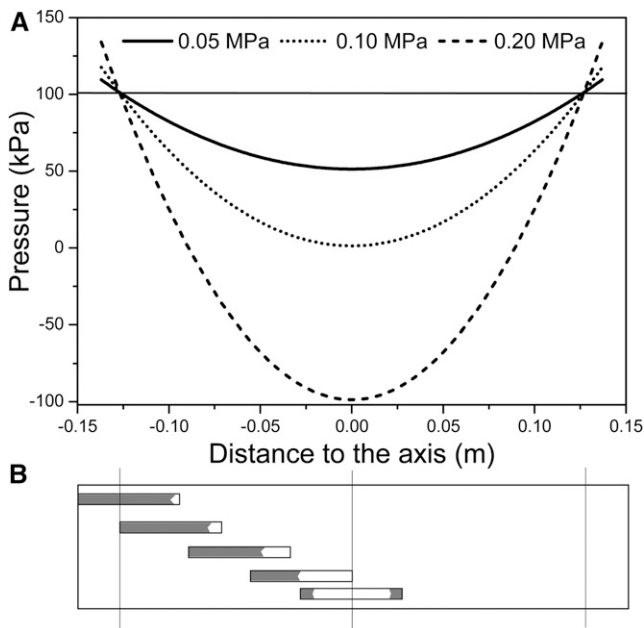 A
150
0.05 MPa
0.10 MPa
0.20 MPa
100
50
0
-50
-100
Pressure (kPa)
-0.15
-0.10
-0.05
0.00
0.05
0.10
0.15
Distance to the axis (m)
B